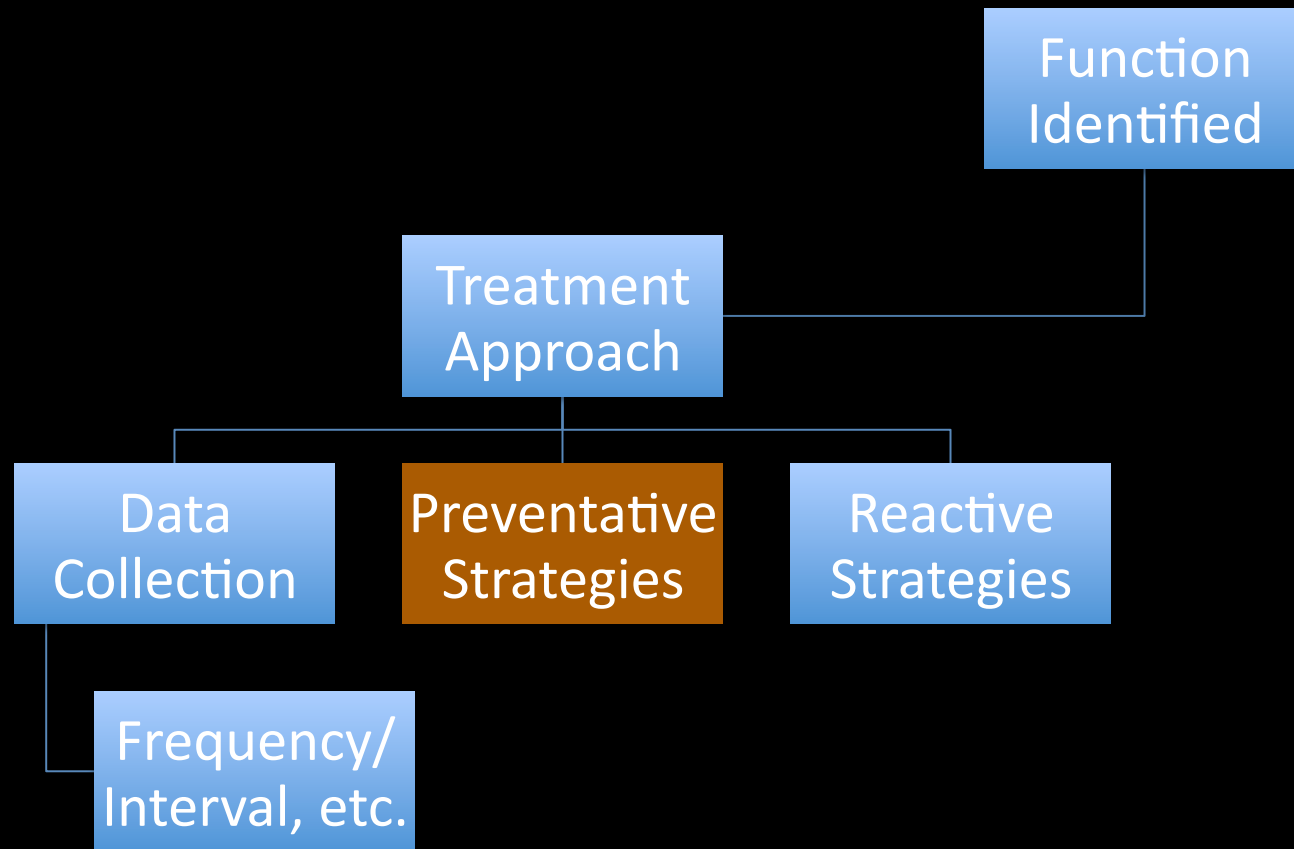 Function
Identified
Treatment
Approach
Data
Collection
Preventative
Strategies
Reactive
Strategies
Frequency/
Interval, etc.